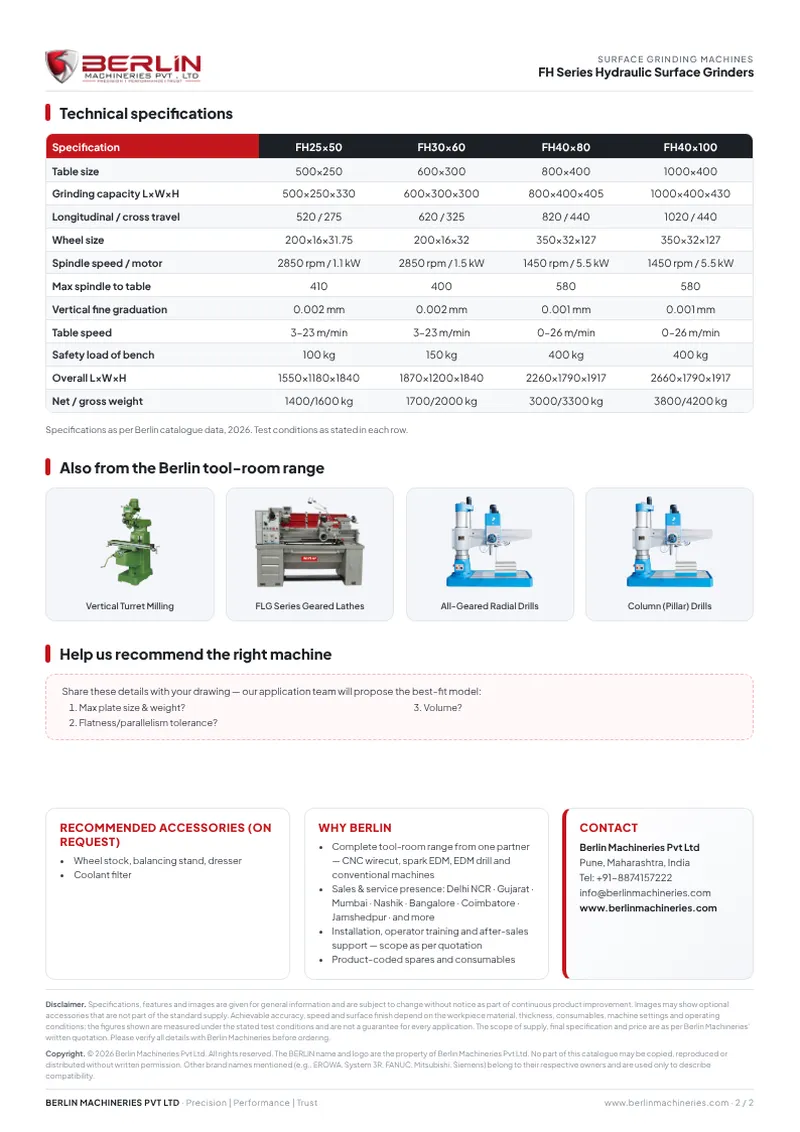 BERLIN
MACHINERIES PVT . LTD
PRECISION | PERFORMANCE | TRUST
SURFACE GRINDING MACHINES
FH Series Hydraulic Surface Grinders
Technical specifications
Specification FH25×50 FH30×60 FH40×80 FH40×100
Table size 500×250 600×300 800×400 1000×400
Grinding capacity L×W×H 500×250×330 600×300×300 800×400×405 1000×400×430
Longitudinal / cross travel 520 / 275 620 / 325 820 / 440 1020 / 440
Wheel size 200×16×31.75 200×16×32 350×32×127 350×32×127
Spindle speed / motor 2850 rpm / 1.1 kW 2850 rpm / 1.5 kW 1450 rpm / 5.5 kW 1450 rpm / 5.5 kW
Max spindle to table 410 400 580 580
Vertical fine graduation 0.002 mm 0.002 mm 0.001 mm 0.001 mm
Table speed 3–23 m/min 3–23 m/min 0–26 m/min 0–26 m/min
Safety load of bench 100 kg 150 kg 400 kg 400 kg
Overall L×W×H 1550×1180×1840 1870×1200×1840 2260×1790×1917 2660×1790×1917
Net / gross weight 1400/1600 kg 1700/2000 kg 3000/3300 kg 3800/4200 kg
Specifications as per Berlin catalogue data, 2026. Test conditions as stated in each row.
Also from the Berlin tool-room range
Vertical Turret Milling
FLG Series Geared Lathes
All-Geared Radial Drills
Column (Pillar) Drills
Help us recommend the right machine
Share these details with your drawing — our application team will propose the best-fit model:
1. Max plate size & weight?
2. Flatness/parallelism tolerance?
3. Volume?
RECOMMENDED ACCESSORIES (ON
REQUEST)
• Wheel stock, balancing stand, dresser
• Coolant filter
WHY BERLIN
• Complete tool-room range from one partner
— CNC wirecut, spark EDM, EDM drill and
conventional machines
• Sales & service presence: Delhi NCR · Gujarat ·
Mumbai · Nashik · Bangalore · Coimbatore ·
Jamshedpur · and more
• Installation, operator training and after-sales
support — scope as per quotation
• Product-coded spares and consumables
CONTACT
Berlin Machineries Pvt Ltd
Pune, Maharashtra, India
Tel: +91-8874157222
info@berlinmachineries.com
www.berlinmachineries.com
Disclaimer. Specifications, features and images are given for general information and are subject to change without notice as part of continuous product improvement. Images may show optional
accessories that are not part of the standard supply. Achievable accuracy, speed and surface finish depend on the workpiece material, thickness, consumables, machine settings and operating
conditions; the figures shown are measured under the stated test conditions and are not a guarantee for every application. The scope of supply, final specification and price are as per Berlin Machineries'
written quotation. Please verify all details with Berlin Machineries before ordering.
Copyright. © 2026 Berlin Machineries Pvt Ltd. All rights reserved. The BERLIN name and logo are the property of Berlin Machineries Pvt Ltd. No part of this catalogue may be copied, reproduced or
distributed without written permission. Other brand names mentioned (e.g., EROWA, System 3R, FANUC, Mitsubishi, Siemens) belong to their respective owners and are used only to describe
compatibility.
BERLIN MACHINERIES PVT LTD · Precision | Performance | Trust
www.berlinmachineries.com · 2 / 2